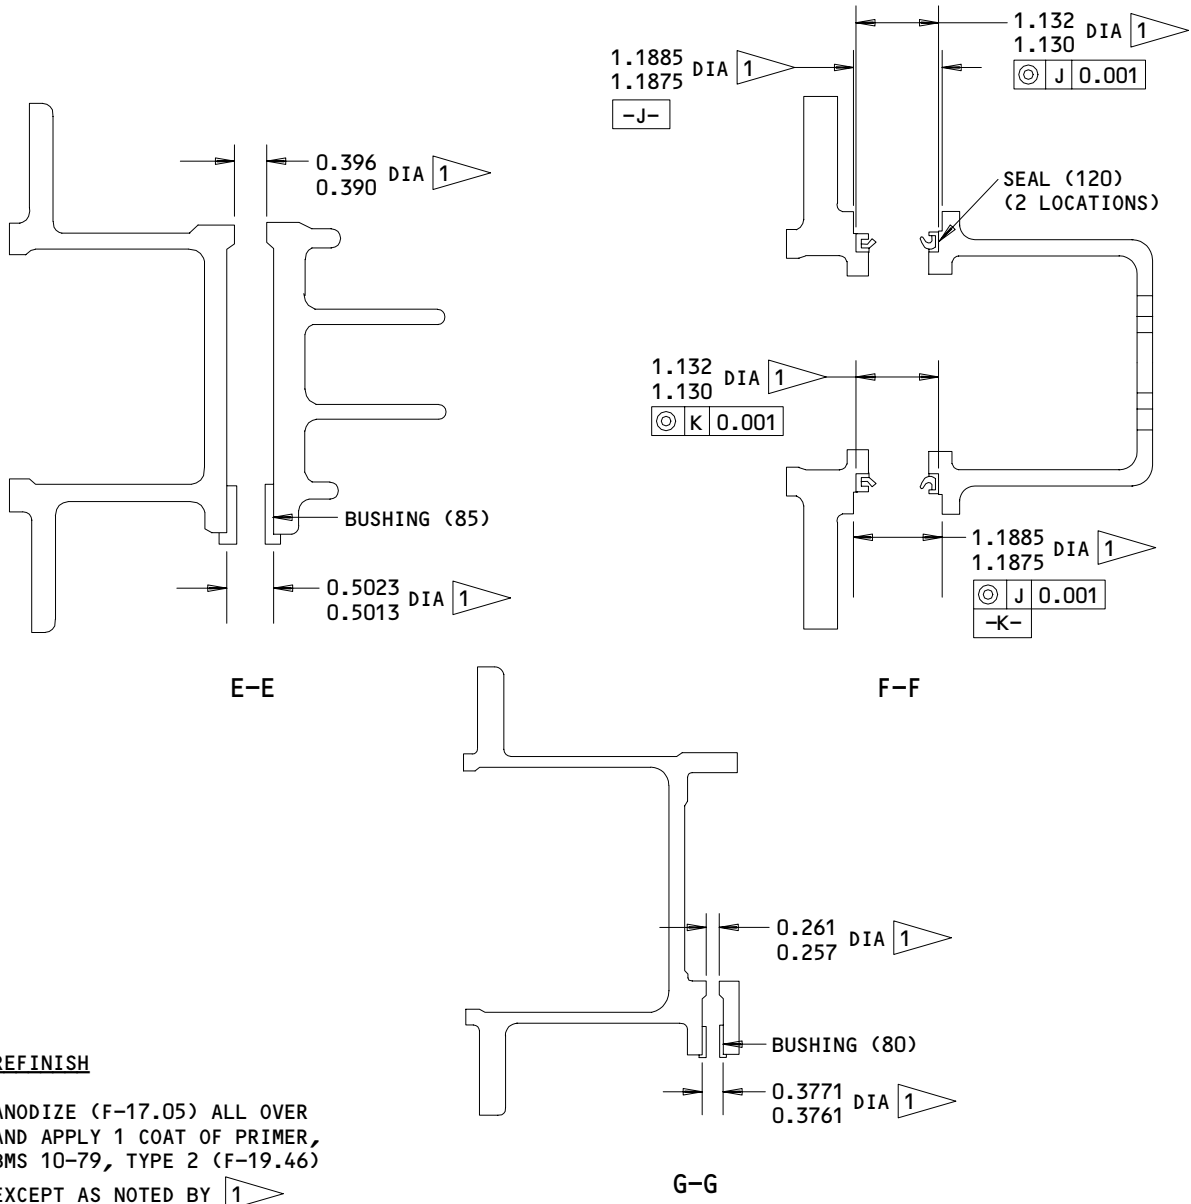 0.396
0.390 DIA 1
BUSHING (85)
0.5023
0.5013 DIA 1
E-E
1.1885
1.1875 DIA 1
-J-
1.132
1.130 DIA 1
◎ J 0.001
SEAL (120)
(2 LOCATIONS)
1.132
1.130 DIA 1
◎ K 0.001
1.1885
1.1875 DIA 1
◎ J 0.001
-K-
F-F
0.261
0.257 DIA 1
BUSHING (80)
0.3771
0.3761 DIA 1
G-G
REFINISH
ANODIZE (F-17.05) ALL OVER
AND APPLY 1 COAT OF PRIMER,
BMS 10-79, TYPE 2 (F-19.46)
EXCEPT AS NOTED BY 1